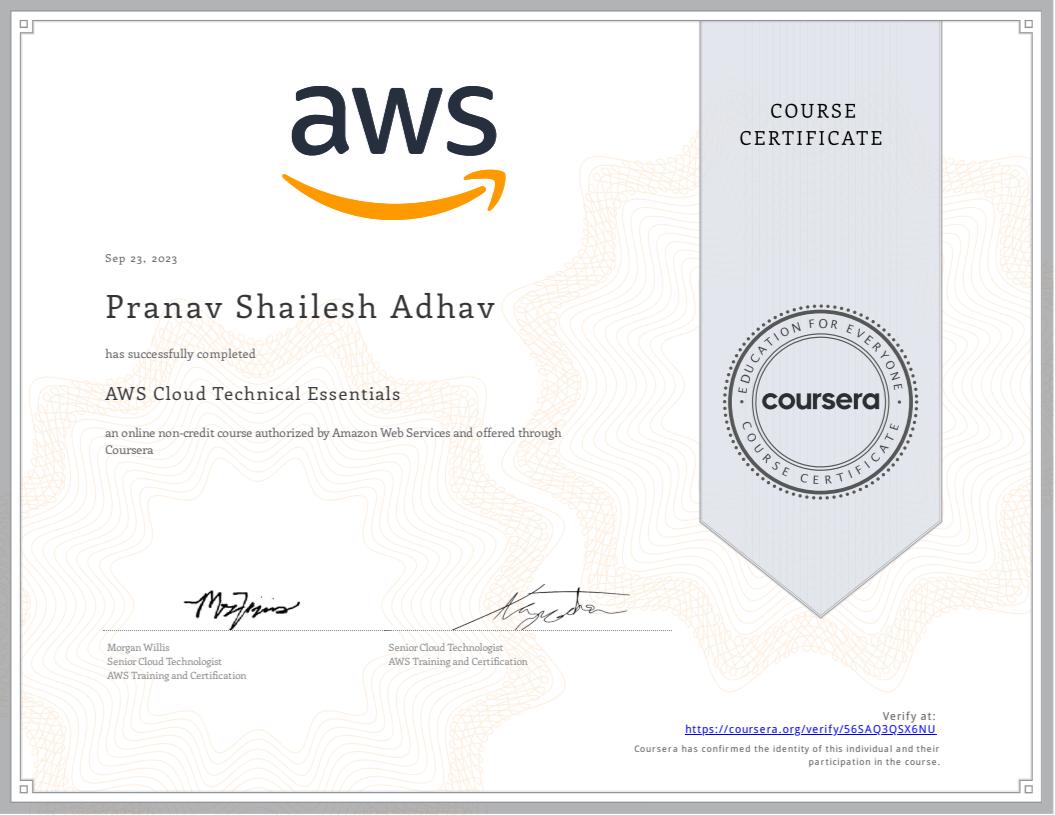 aws
COURSE
CERTIFICATE
Sep 23, 2023
Pranav Shailesh Adhav
has successfully completed
AWS Cloud Technical Essentials
an online non-credit course authorized by Amazon Web Services and offered through
Coursera
EDUCATION FOR EVERYONE
coursera
COURSE CERTIFICATE
Morgan Willis
Senior Cloud Technologist
AWS Training and Certification
Senior Cloud Technologist
AWS Training and Certification
Verify at:
https://coursera.org/verify/56SAQ3QSX6NU
Coursera has confirmed the identity of this individual and their
participation in the course.